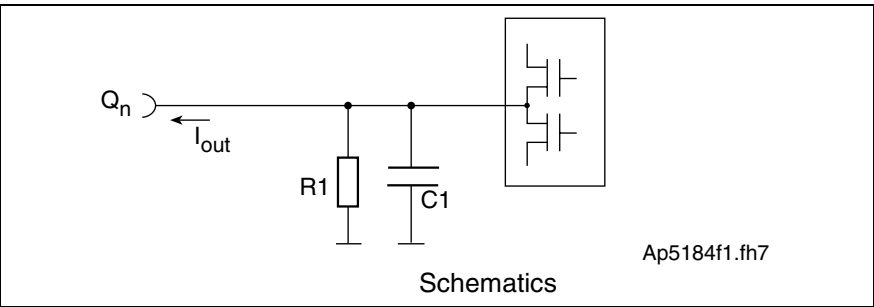 Qn
Iout
R1
C1
Ap5184f1.fh7
Schematics